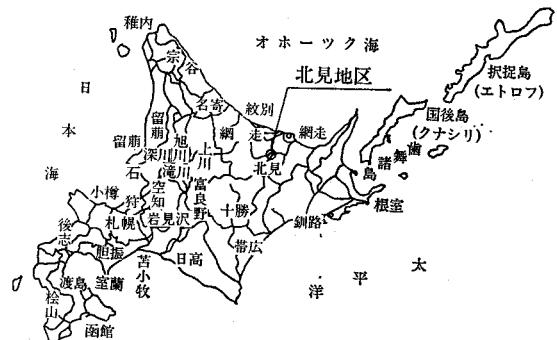 稚内
宗谷
オホーツク海
択捉島
(エトロフ)
北見地区
日本海
名寄
紋別
国後島
(クナシリ)
留萌
留萌
旭川
上川
網走
網走
歯舞諸島
深川
滝川
北見
石狩
空知
富良野
小樽
札幌
岩見沢
十勝
釧路
根室
後志
胆振
帯広
日高
苫小牧
渡島
室蘭
太平洋
桧山
函館